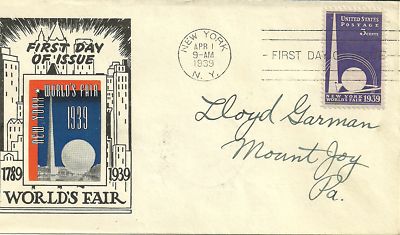 FIRST DAY
OF ISSUE
NEW YORK
WORLD'S FAIR
1939
1789 1939
WORLD'S FAIR
NEW YORK
APR 1
9-AM
1939
N. Y.
FIRST DAY O
UNITED STATES
POSTAGE
3 CENTS
NEW YORK
WORLD'S FAIR 1939
Lloyd Garman
Mount Joy
Pa.